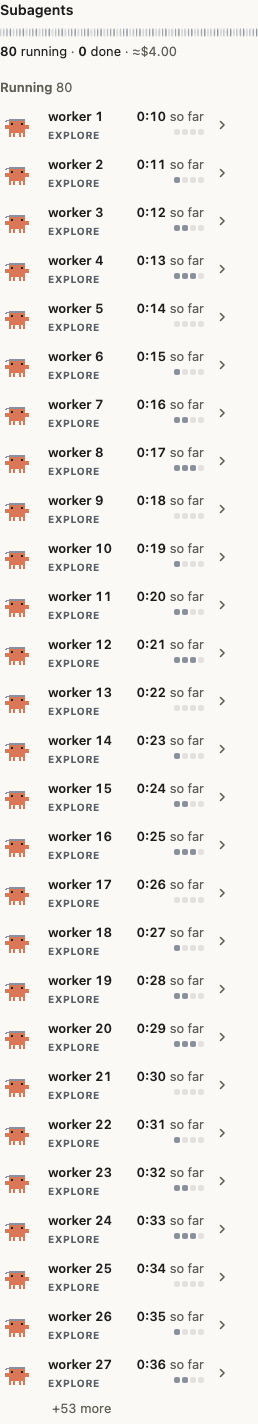 Subagents
80 running · 0 done · ≈$4.00
Running 80
worker 1 0:10 so far
EXPLORE
worker 2 0:11 so far
EXPLORE
worker 3 0:12 so far
EXPLORE
worker 4 0:13 so far
EXPLORE
worker 5 0:14 so far
EXPLORE
worker 6 0:15 so far
EXPLORE
worker 7 0:16 so far
EXPLORE
worker 8 0:17 so far
EXPLORE
worker 9 0:18 so far
EXPLORE
worker 10 0:19 so far
EXPLORE
worker 11 0:20 so far
EXPLORE
worker 12 0:21 so far
EXPLORE
worker 13 0:22 so far
EXPLORE
worker 14 0:23 so far
EXPLORE
worker 15 0:24 so far
EXPLORE
worker 16 0:25 so far
EXPLORE
worker 17 0:26 so far
EXPLORE
worker 18 0:27 so far
EXPLORE
worker 19 0:28 so far
EXPLORE
worker 20 0:29 so far
EXPLORE
worker 21 0:30 so far
EXPLORE
worker 22 0:31 so far
EXPLORE
worker 23 0:32 so far
EXPLORE
worker 24 0:33 so far
EXPLORE
worker 25 0:34 so far
EXPLORE
worker 26 0:35 so far
EXPLORE
worker 27 0:36 so far
EXPLORE
+53 more